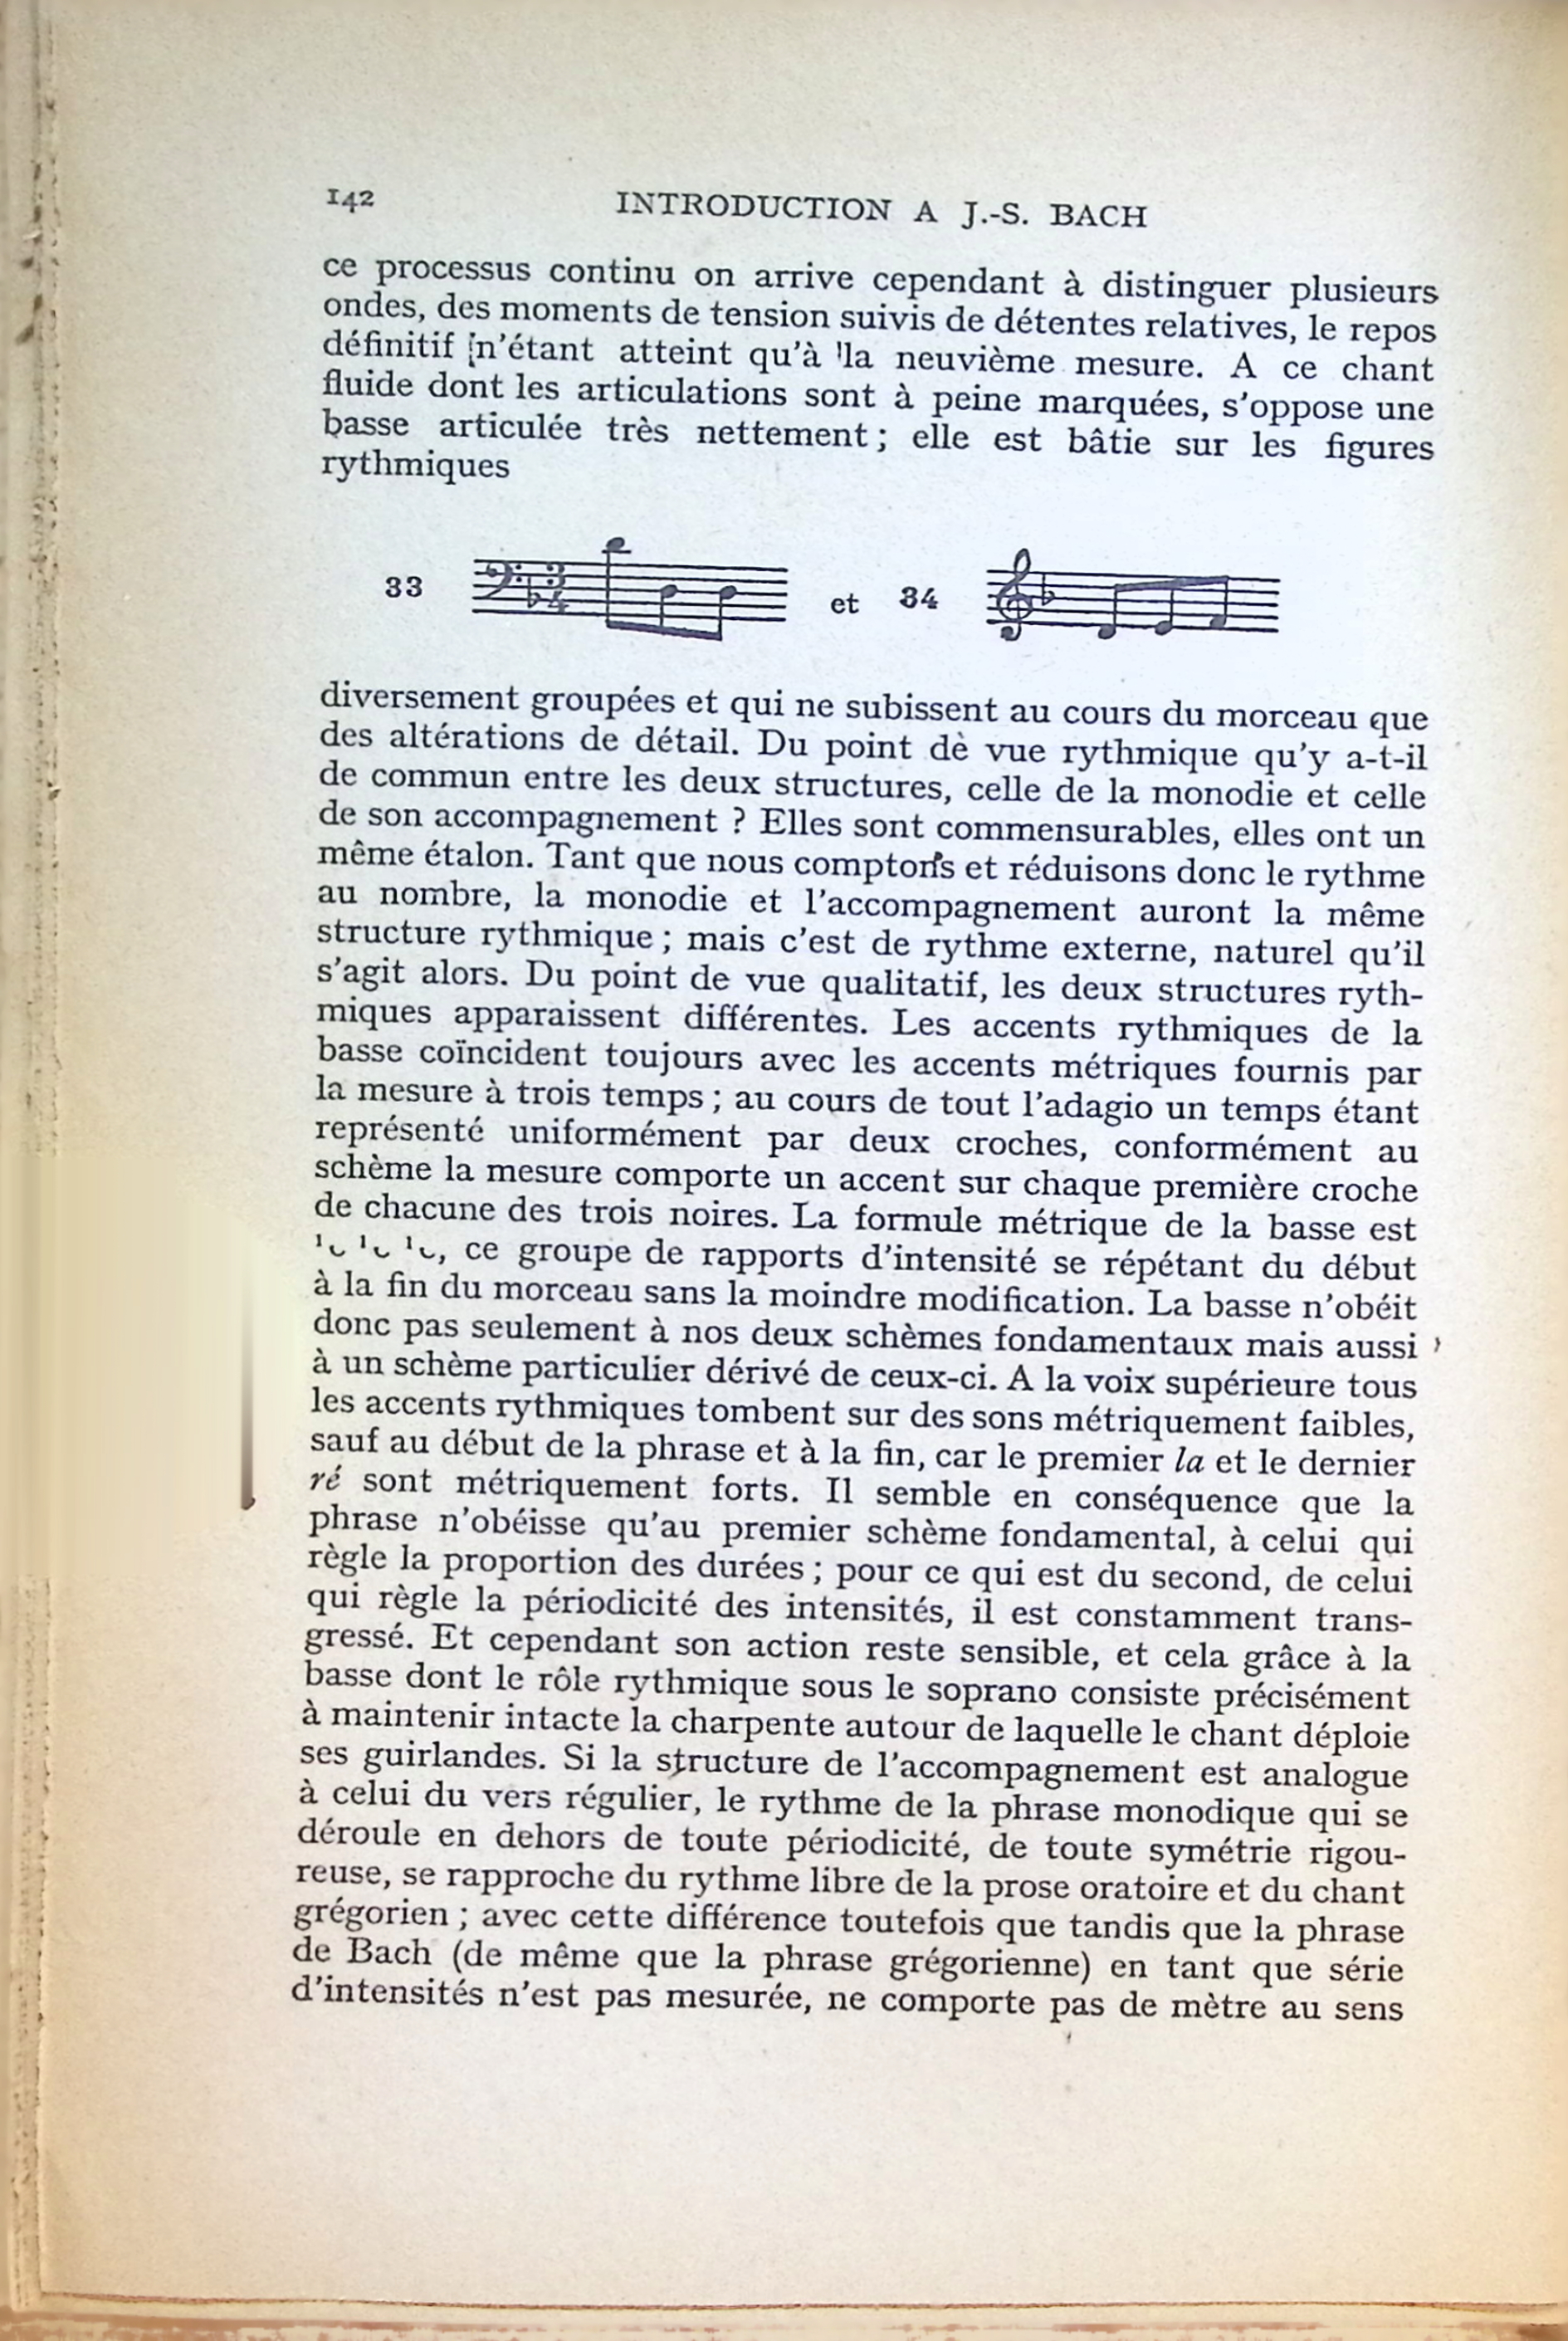 142 INTRODUCTION A J.-S. BACH
ce processus continu on arrive cependant à distinguer plusieurs
ondes, des moments de tension suivis de détentes relatives, le repos
définitif n'étant atteint qu'à la neuvième mesure. A ce chant
fluide dont les articulations sont à peine marquées, s'oppose une
basse articulée très nettement ; elle est bâtie sur les figures
rythmiques
33 et 34
diversement groupées et qui ne subissent au cours du morceau que
des altérations de détail. Du point dè vue rythmique qu'y a-t-il
de commun entre les deux structures, celle de la monodie et celle
de son accompagnement ? Elles sont commensurables, elles ont un
même étalon. Tant que nous comptons et réduisons donc le rythme
au nombre, la monodie et l'accompagnement auront la même
structure rythmique ; mais c'est de rythme externe, naturel qu'il
s'agit alors. Du point de vue qualitatif, les deux structures ryth-
miques apparaissent différentes. Les accents rythmiques de la
basse coïncident toujours avec les accents métriques fournis par
la mesure à trois temps ; au cours de tout l'adagio un temps étant
représenté uniformément par deux croches, conformément au
schème la mesure comporte un accent sur chaque première croche
de chacune des trois noires. La formule métrique de la basse est
'⏑ '⏑ '⏑, ce groupe de rapports d'intensité se répétant du début
à la fin du morceau sans la moindre modification. La basse n'obéit
donc pas seulement à nos deux schèmes fondamentaux mais aussi
à un schème particulier dérivé de ceux-ci. A la voix supérieure tous
les accents rythmiques tombent sur des sons métriquement faibles,
sauf au début de la phrase et à la fin, car le premier la et le dernier
ré sont métriquement forts. Il semble en conséquence que la
phrase n'obéisse qu'au premier schème fondamental, à celui qui
règle la proportion des durées ; pour ce qui est du second, de celui
qui règle la périodicité des intensités, il est constamment trans-
gressé. Et cependant son action reste sensible, et cela grâce à la
basse dont le rôle rythmique sous le soprano consiste précisément
à maintenir intacte la charpente autour de laquelle le chant déploie
ses guirlandes. Si la structure de l'accompagnement est analogue
à celui du vers régulier, le rythme de la phrase monodique qui se
déroule en dehors de toute périodicité, de toute symétrie rigou-
reuse, se rapproche du rythme libre de la prose oratoire et du chant
grégorien ; avec cette différence toutefois que tandis que la phrase
de Bach (de même que la phrase grégorienne) en tant que série
d'intensités n'est pas mesurée, ne comporte pas de mètre au sens